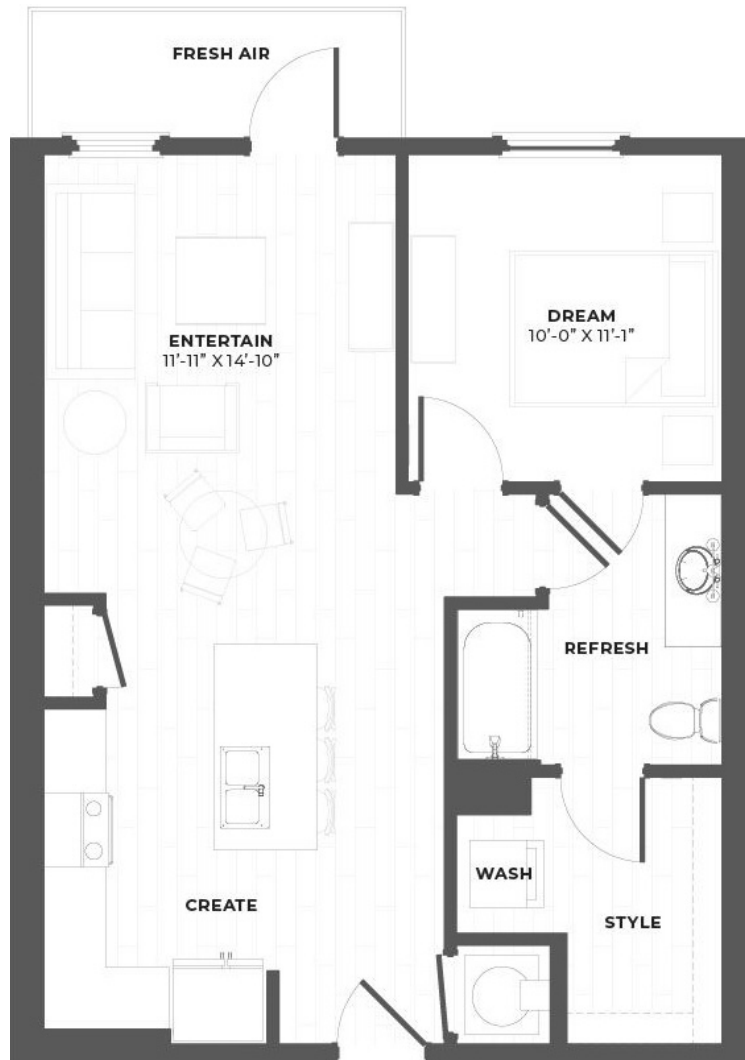 FRESH AIR
ENTERTAIN
11’-11” X 14’-10”
DREAM
10’-0” X 11’-1”
REFRESH
WASH
CREATE
STYLE